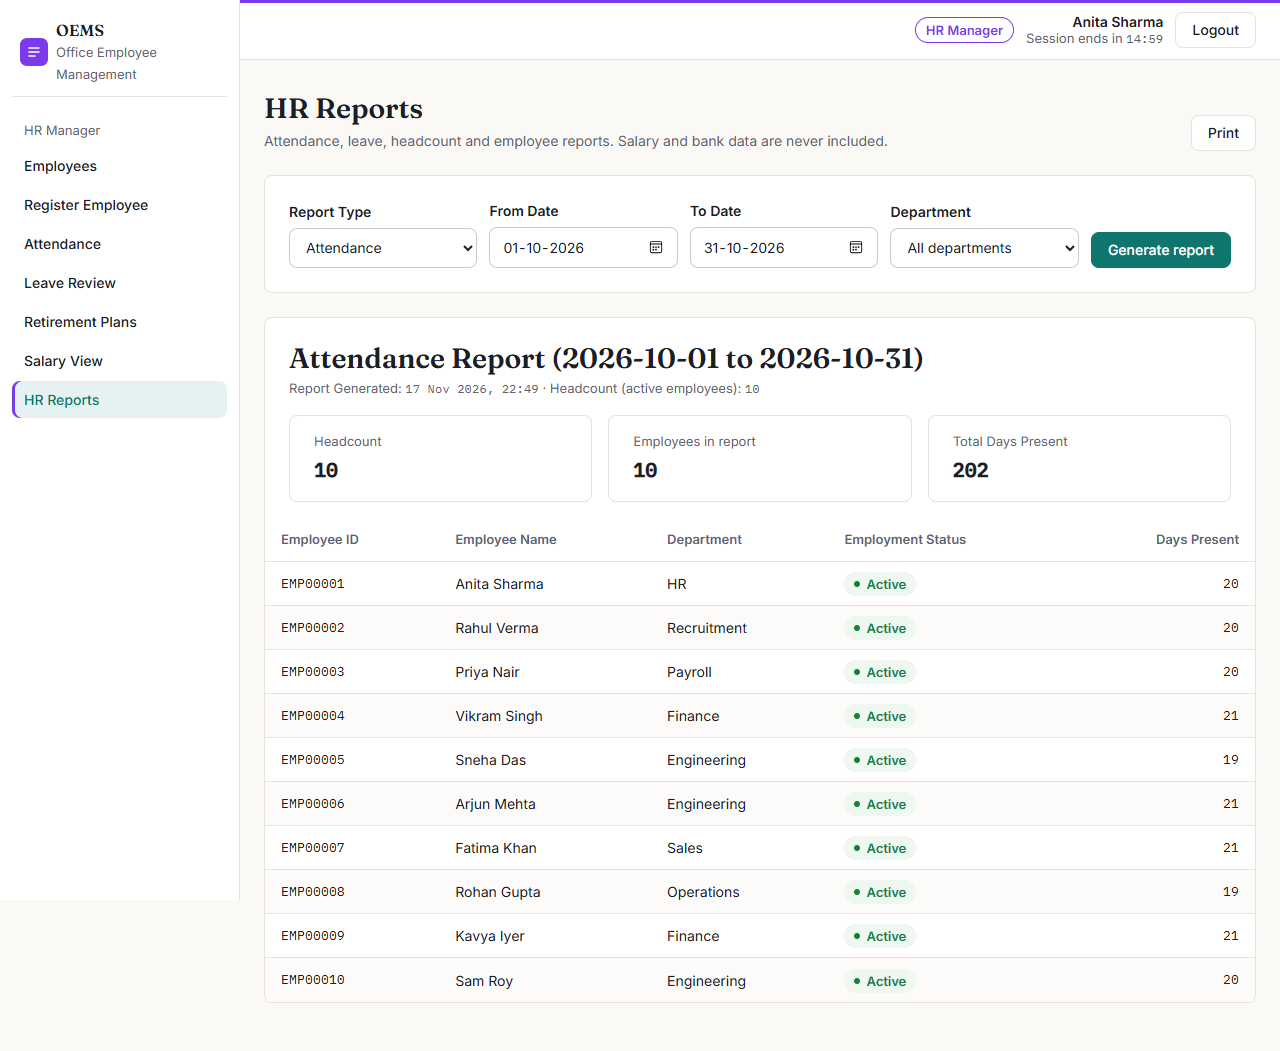 OEMS
Office Employee
Management
HR Manager
Employees
Register Employee
Attendance
Leave Review
Retirement Plans
Salary View
HR Reports
HR Manager
Anita Sharma
Session ends in 14:59
Logout
HR Reports
Attendance, leave, headcount and employee reports. Salary and bank data are never included.
Print
Report Type
From Date
To Date
Department
Attendance
01-10-2026
31-10-2026
All departments
Generate report
Attendance Report (2026-10-01 to 2026-10-31)
Report Generated: 17 Nov 2026, 22:49 · Headcount (active employees): 10
Headcount
10
Employees in report
10
Total Days Present
202
Employee ID Employee Name Department Employment Status Days Present
EMP00001 Anita Sharma HR Active 20
EMP00002 Rahul Verma Recruitment Active 20
EMP00003 Priya Nair Payroll Active 20
EMP00004 Vikram Singh Finance Active 21
EMP00005 Sneha Das Engineering Active 19
EMP00006 Arjun Mehta Engineering Active 21
EMP00007 Fatima Khan Sales Active 21
EMP00008 Rohan Gupta Operations Active 19
EMP00009 Kavya Iyer Finance Active 21
EMP00010 Sam Roy Engineering Active 20